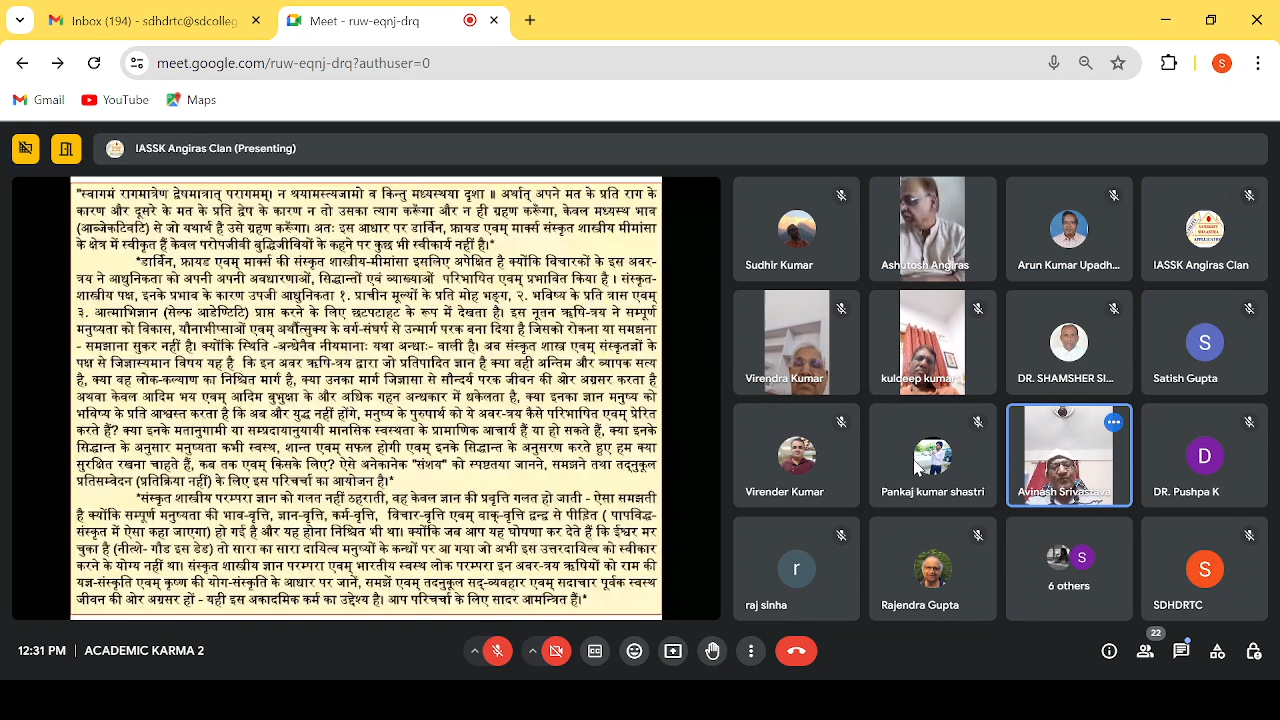 Inbox (194) - sdhdrtc@sdcolleg
Meet - ruw-eqnj-drq
meet.google.com/ruw-eqnj-drq?authuser=0
S
Gmail
YouTube
Maps
IASSK Angiras Clan (Presenting)
"स्वागमं रागमात्रेण द्वेषमात्रात् परागमम्। न श्रयामस्त्यजामो व किन्तु मध्यस्थया दृशा ॥ अर्थात् अपने मत के प्रति राग के
कारण और दूसरे के मत के प्रति द्वेष के कारण न तो उसका त्याग करूँगा और न ही ग्रहण करूँगा, केवल मध्यस्थ भाव
(आब्जेकटिवटि) से जो यथार्थ है उसे ग्रहण करूँगा। अतः इस आधार पर डार्विन, फ्रायड एवम् मार्क्स संस्कृत शास्त्रीय मीमांसा
के क्षेत्र में स्वीकृत हैं केवल परोपजीवी बुद्धिजीवियों के कहने पर कुछ भी स्वीकार्य नहीं है।*
*डार्विन, फ्रायड एवम् मार्क्स की संस्कृत शास्त्रीय-मीमांसा इसलिए अपेक्षित है क्योंकि विचारकों के इस अवर-
त्रय ने आधुनिकता को अपनी अपनी अवधारणाओं, सिद्धान्तों एवं व्याख्याओं परिभाषित एवम् प्रभावित किया है । संस्कृत-
शास्त्रीय पक्ष, इनके प्रभाव के कारण उपजी आधुनिकता १. प्राचीन मूल्यों के प्रति मोह भङ्ग, २. भविष्य के प्रति त्रास एवम्
३. आत्माभिज्ञान (सेल्फ आडेण्टिटि) प्राप्त करने के लिए छटपटाहट के रूप में देखता है। इस नूतन ऋषि-त्रय ने सम्पूर्ण
मनुष्यता को विकास, यौनाभीप्साओं एवम् अर्थौत्सुक्य के वर्ग-संघर्ष से उन्मार्ग परक बना दिया है जिसको रोकना या समझना
- समझाना सुकर नहीं है। क्योंकि स्थिति -अन्धेनैव नीयमानाः यथा अन्धाः- वाली है। अब संस्कृत शास्त्र एवम् संस्कृतज्ञों के
पक्ष से जिज्ञास्यमान विषय यह है कि इन अवर ऋषि-त्रय द्वारा जो प्रतिपादित ज्ञान है क्या वही अन्तिम और व्यापक सत्य
है, क्या वह लोक-कल्याण का निश्चित मार्ग है, क्या उनका मार्ग जिज्ञासा से सौन्दर्य परक जीवन की ओर अग्रसर करता है
अथवा केवल आदिम भय एवम् आदिम बुभुक्षा के और अधिक गहन अन्धकार में धकेलता है, क्या इनका ज्ञान मनुष्य को
भविष्य के प्रति आश्वस्त करता है कि अब और युद्ध नहीं होंगे, मनुष्य के पुरुषार्थ को ये अवर-त्रय कैसे परिभाषित एवम् प्रेरित
करते हैं? क्या इनके मतानुगामी या सम्प्रदायानुयायी मानसिक स्वस्थता के प्रामाणिक आचार्य हैं या हो सकते हैं, क्या इनके
सिद्धान्त के अनुसार मनुष्यता कभी स्वस्थ, शान्त एवम् सफल होगी एवम् इनके सिद्धान्त के अनुसरण करते हुए हम क्या
सुरक्षित रखना चाहते हैं, कब तक एवम् किसके लिए? ऐसे अनेकानेक "संशय" को स्पष्टतया जानने, समझने तथा तद्नुकूल
प्रतिसम्वेदन (प्रतिक्रिया नहीं) के लिए इस परिचर्चा का आयोजन है।*
*संस्कृत शास्त्रीय परम्परा ज्ञान को गलत नहीं ठहराती, वह केवल ज्ञान की प्रवृत्ति गलत हो जाती - ऐसा समझती
है क्योंकि सम्पूर्ण मनुष्यता की भाव-वृत्ति, ज्ञान-वृत्ति, कर्म-वृत्ति, विचार-वृत्ति एवम् वाक्-वृत्ति द्वन्द्व से पीड़ित ( पापविद्ध-
संस्कृत में ऐसा कहा जाएगा) हो गई है और यह होना निश्चित भी था। क्योंकि जब आप यह घोषणा कर देते हैं कि ईश्वर मर
चुका है (नीत्शे- गौड इस डेड) तो सारा का सारा दायित्व मनुष्यों के कन्धों पर आ गया जो अभी इस उत्तरदायित्व को स्वीकार
करने के योग्य नहीं था। संस्कृत शास्त्रीय ज्ञान परम्परा एवम् भारतीय स्वस्थ लोक परम्परा इन अवर-त्रय ऋषियों को राम की
यज्ञ-संस्कृति एवम् कृष्ण की योग-संस्कृति के आधार पर जानें, समझें एवम् तदनुकूल सद्-व्यवहार एवम् सदाचार पूर्वक स्वस्थ
जीवन की ओर अग्रसर हों - यही इस अकादमिक कर्म का उद्देश्य है। आप परिचर्चा के लिए सादर आमन्त्रित हैं।*
Sudhir Kumar
Ashutosh Angiras
Arun Kumar Upadh...
IASSK Angiras Clan
Virendra Kumar
kuldeep kumar
DR. SHAMSHER SI...
S
Satish Gupta
Virender Kumar
Pankaj kumar shastri
Avinash Srivastava
D
DR. Pushpa K
r
raj sinha
Rajendra Gupta
S
6 others
S
SDHDRTC
12:31 PM | ACADEMIC KARMA 2
22